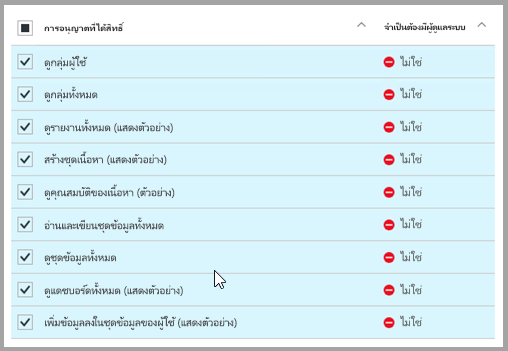 การอนุญาตที่ได้สิทธิ์ จำเป็นต้องมีผู้ดูแลระบบ
ดูกลุ่มผู้ใช้ ไม่ใช่
ดูกลุ่มทั้งหมด ไม่ใช่
ดูรายงานทั้งหมด (แสดงตัวอย่าง) ไม่ใช่
สร้างชุดเนื้อหา (แสดงตัวอย่าง) ไม่ใช่
ดูคุณสมบัติของเนื้อหา (ตัวอย่าง) ไม่ใช่
อ่านและเขียนชุดข้อมูลทั้งหมด ไม่ใช่
ดูชุดข้อมูลทั้งหมด ไม่ใช่
ดูแดชบอร์ดทั้งหมด (แสดงตัวอย่าง) ไม่ใช่
เพิ่มข้อมูลลงในชุดข้อมูลของผู้ใช้ (แสดงตัวอย่าง) ไม่ใช่